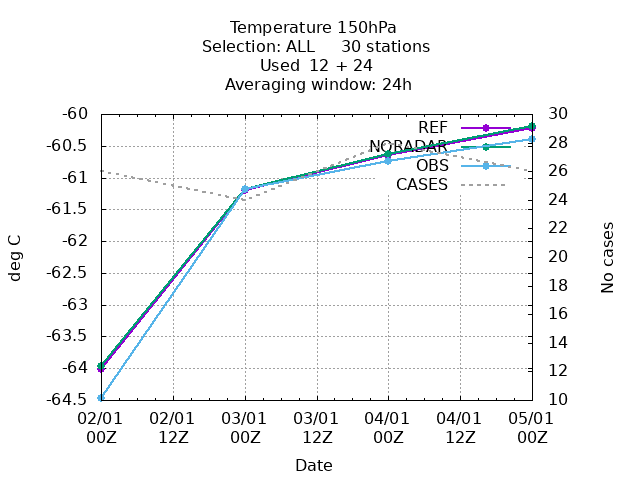 Temperature 150hPa
Selection: ALL     30 stations
Used  12 + 24
Averaging window: 24h
-60
-60.5
-61
-61.5
-62
-62.5
-63
-63.5
-64
-64.5
deg C
REF
NORADAR
OBS
CASES
30
28
26
24
22
20
18
16
14
12
10
No cases
02/01 02/01 03/01 03/01 04/01 04/01 05/01
00Z 12Z 00Z 12Z 00Z 12Z 00Z
Date